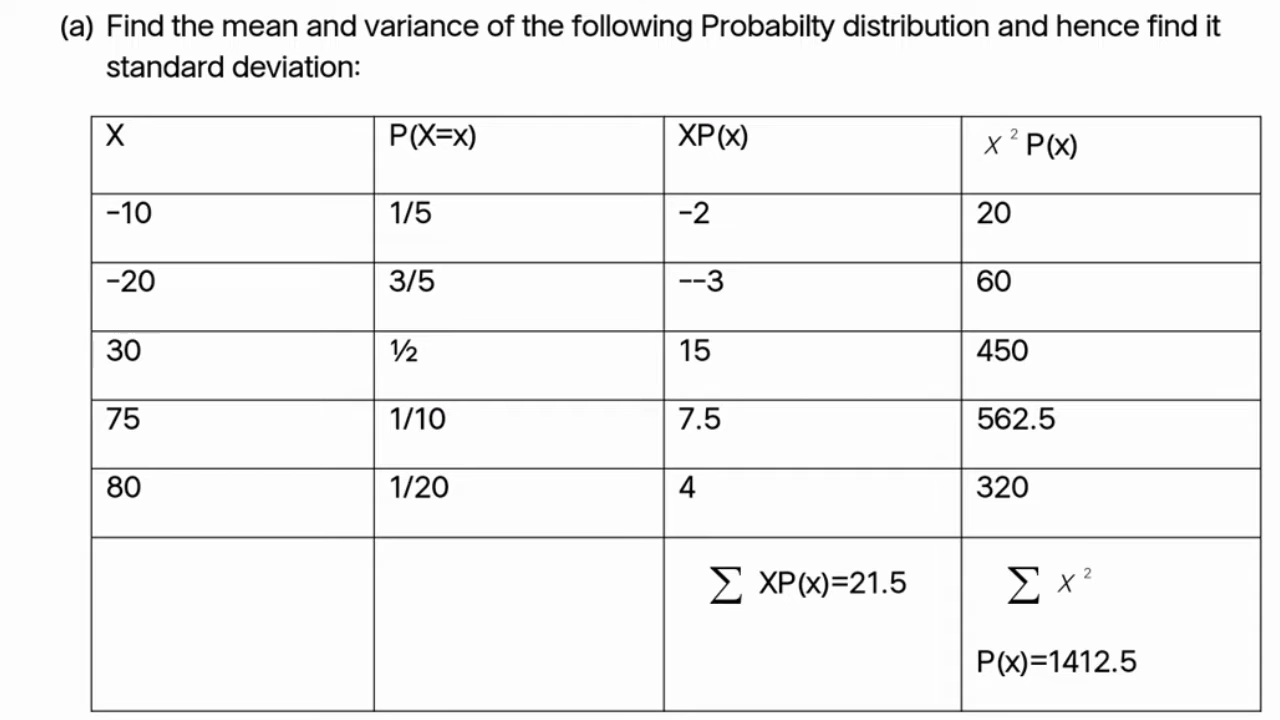 (a) Find the mean and variance of the following Probabilty distribution and hence find it
standard deviation:
X P(X=x) XP(x) x² P(x)
−10 1/5 −2 20
−20 3/5 −−3 60
30 ½ 15 450
75 1/10 7.5 562.5
80 1/20 4 320
∑ XP(x)=21.5 ∑ x²
P(x)=1412.5